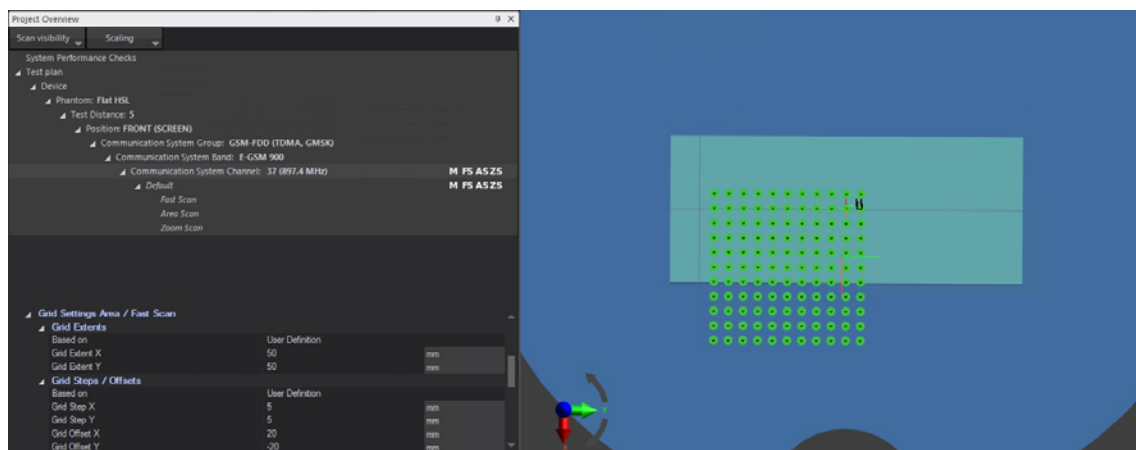 Project Overview
Scan visibility Scaling
System Performance Checks
Test plan
Device
Phantom: Flat HSL
Test Distance: 5
Position: FRONT (SCREEN)
Communication System Group: GSM-FDD (TDMA, GMSK)
Communication System Band: E-GSM 900
Communication System Channel: 37 (897.4 MHz) M FS AS ZS
Default M FS AS ZS
Fast Scan
Area Scan
Zoom Scan
Grid Settings Area / Fast Scan
Grid Extents
Based on User Definition
Grid Extent X 50 mm
Grid Extent Y 50 mm
Grid Steps / Offsets
Based on User Definition
Grid Step X 5 mm
Grid Step Y 5 mm
Grid Offset X 20 mm
Grid Offset Y -20 mm